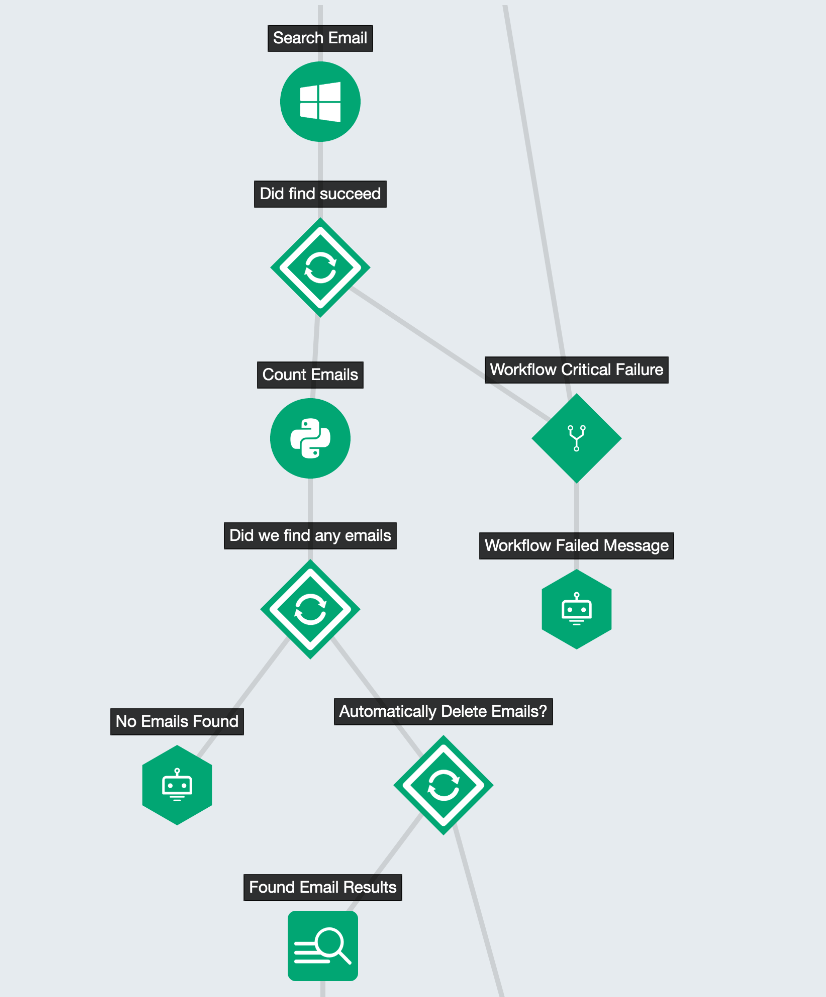 Search Email
Did find succeed
Count Emails
Workflow Critical Failure
Did we find any emails
Workflow Failed Message
No Emails Found
Automatically Delete Emails?
Found Email Results